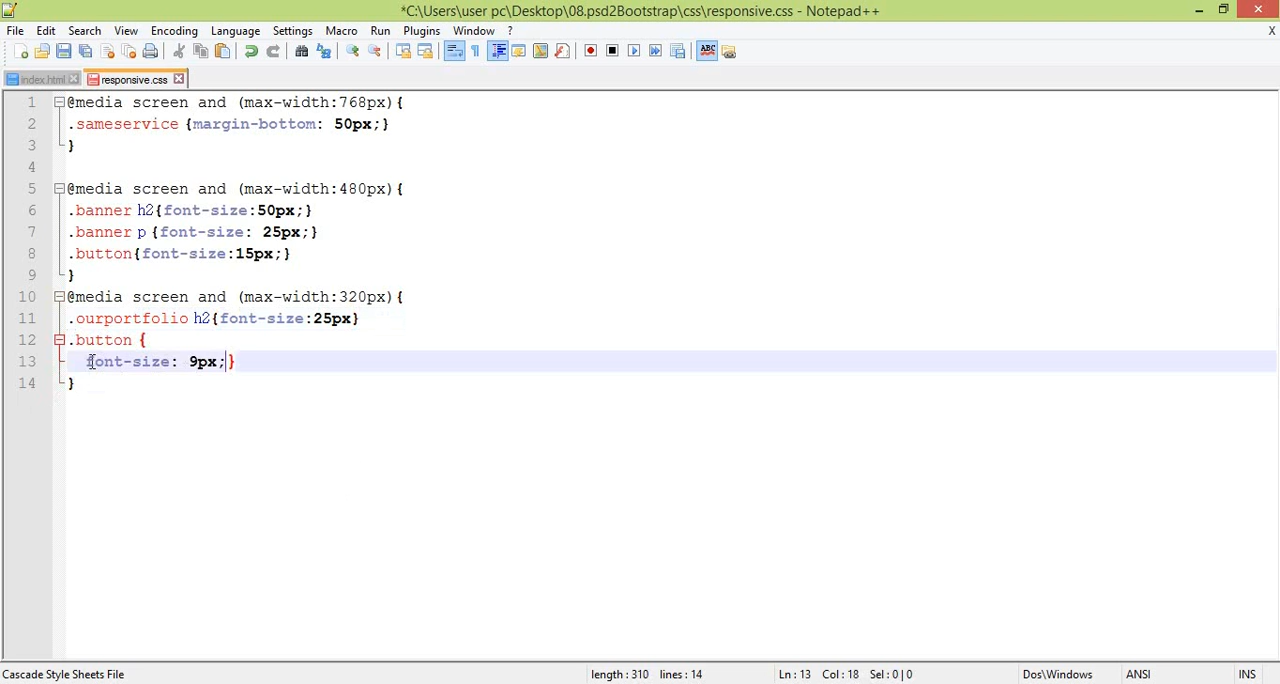 *C:\Users\user pc\Desktop\08.psd2Bootstrap\css\responsive.css - Notepad++
File Edit Search View Encoding Language Settings Macro Run Plugins Window ? X
index.html responsive.css
1 @media screen and (max-width:768px){
2 .sameservice {margin-bottom: 50px;}
3 }
4
5 @media screen and (max-width:480px){
6 .banner h2{font-size:50px;}
7 .banner p {font-size: 25px;}
8 .button{font-size:15px;}
9 }
10 @media screen and (max-width:320px){
11 .ourportfolio h2{font-size:25px}
12 .button {
13 font-size: 9px;}
14 }
Cascade Style Sheets File length : 310 lines : 14 Ln : 13 Col : 18 Sel : 0 | 0 Dos\Windows ANSI INS